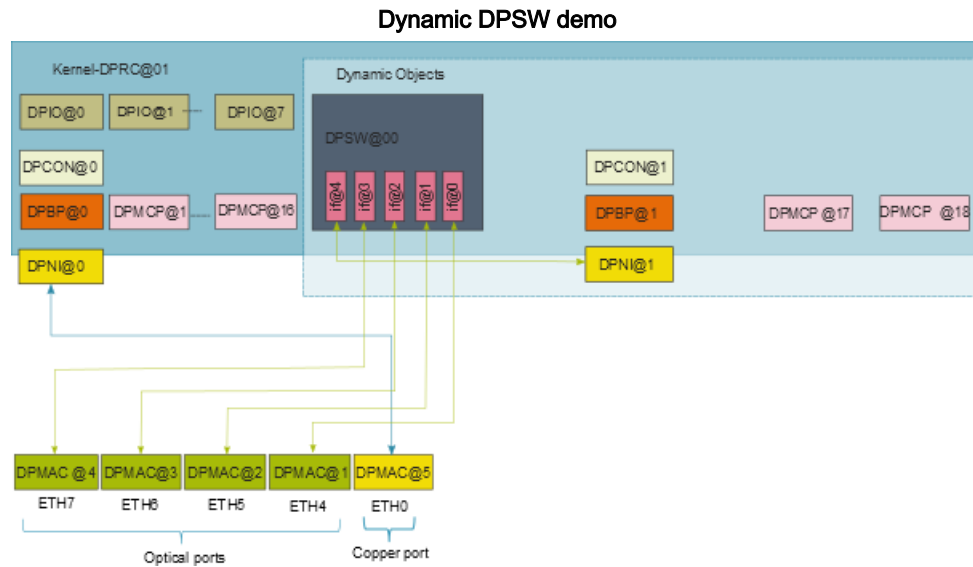 Dynamic DPSW demo
Kernel-DPRC@01
Dynamic Objects
DPIO@0
DPIO@1
DPIO@7
DPSW@00
DPCON@0
DPCON@1
if@4
if@3
if@2
if@1
if@0
DPBP@0
DPMCP@1
DPMCP@16
DPBP@1
DPMCP @17
DPMCP @18
DPNI@0
DPNI@1
DPMAC @4
DPMAC@3
DPMAC@2
DPMAC@1
DPMAC@5
ETH7
ETH6
ETH5
ETH4
ETH0
Optical ports
Copper port